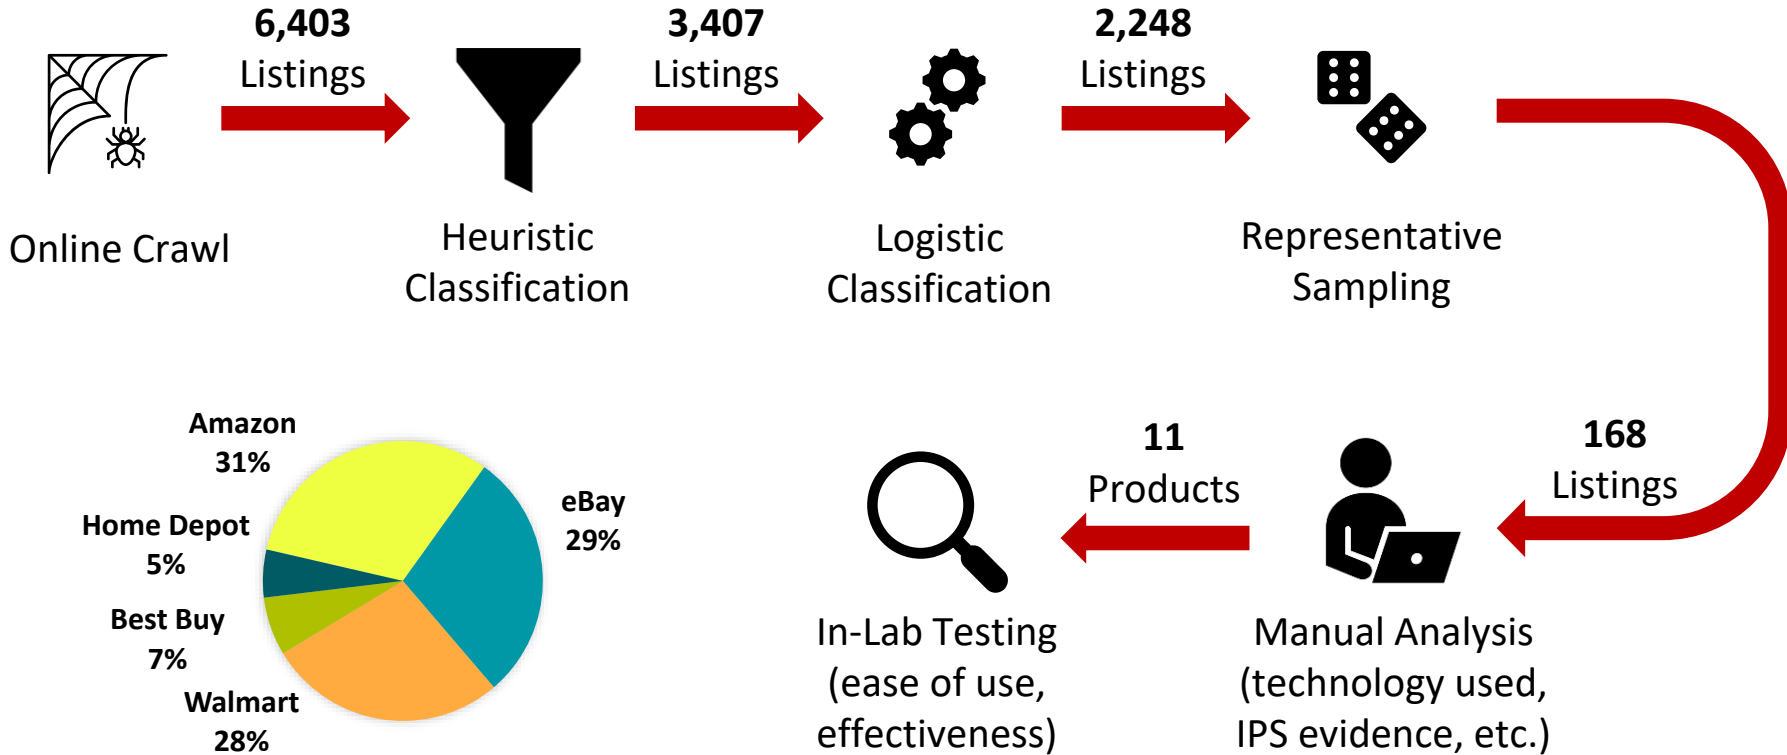 6,403
Listings
3,407
Listings
2,248
Listings
Online Crawl
Heuristic
Classification
Logistic
Classification
Representative
Sampling
168
Listings
11
Products
Manual Analysis
(technology used,
IPS evidence, etc.)
In-Lab Testing
(ease of use,
effectiveness)
Amazon
31%
eBay
29%
Home Depot
5%
Best Buy
7%
Walmart
28%